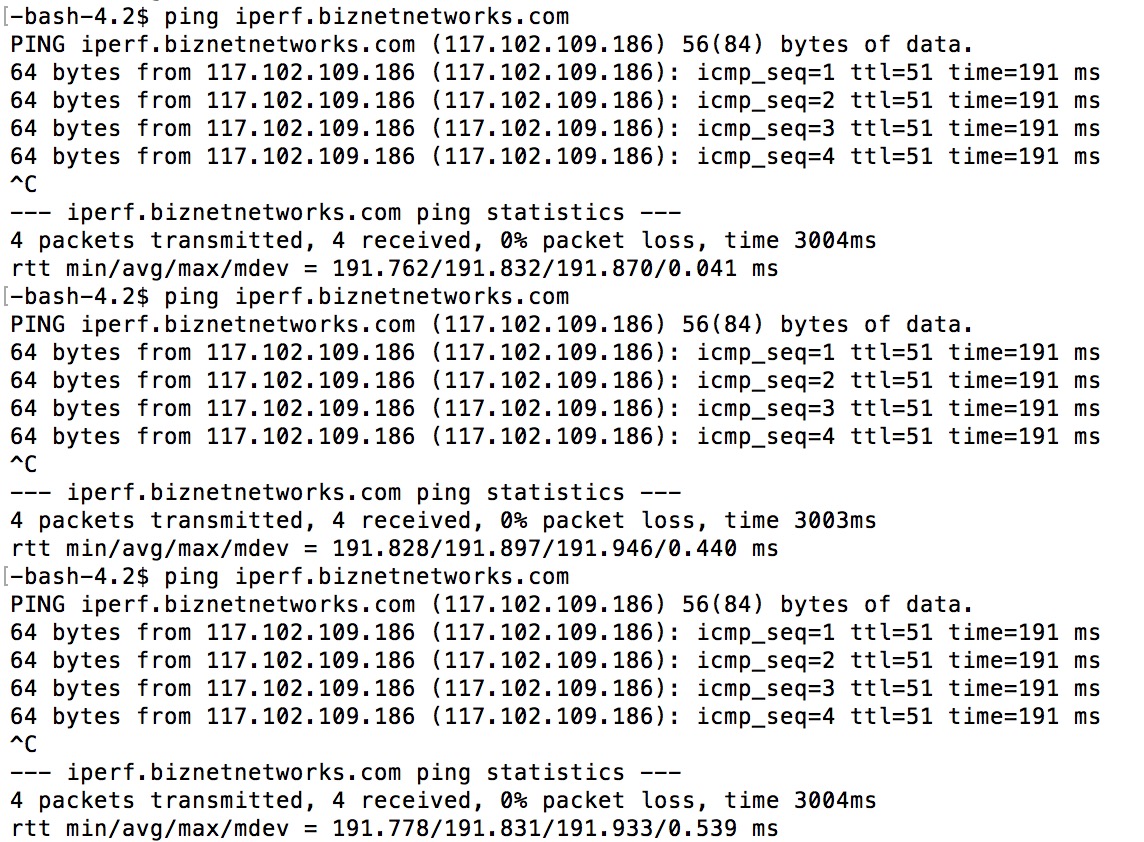 [-bash-4.2$ ping iperf.biznetnetworks.com
PING iperf.biznetnetworks.com (117.102.109.186) 56(84) bytes of data.
64 bytes from 117.102.109.186 (117.102.109.186): icmp_seq=1 ttl=51 time=191 ms
64 bytes from 117.102.109.186 (117.102.109.186): icmp_seq=2 ttl=51 time=191 ms
64 bytes from 117.102.109.186 (117.102.109.186): icmp_seq=3 ttl=51 time=191 ms
64 bytes from 117.102.109.186 (117.102.109.186): icmp_seq=4 ttl=51 time=191 ms
^C
--- iperf.biznetnetworks.com ping statistics ---
4 packets transmitted, 4 received, 0% packet loss, time 3004ms
rtt min/avg/max/mdev = 191.762/191.832/191.870/0.041 ms
[-bash-4.2$ ping iperf.biznetnetworks.com
PING iperf.biznetnetworks.com (117.102.109.186) 56(84) bytes of data.
64 bytes from 117.102.109.186 (117.102.109.186): icmp_seq=1 ttl=51 time=191 ms
64 bytes from 117.102.109.186 (117.102.109.186): icmp_seq=2 ttl=51 time=191 ms
64 bytes from 117.102.109.186 (117.102.109.186): icmp_seq=3 ttl=51 time=191 ms
64 bytes from 117.102.109.186 (117.102.109.186): icmp_seq=4 ttl=51 time=191 ms
^C
--- iperf.biznetnetworks.com ping statistics ---
4 packets transmitted, 4 received, 0% packet loss, time 3003ms
rtt min/avg/max/mdev = 191.828/191.897/191.946/0.440 ms
[-bash-4.2$ ping iperf.biznetnetworks.com
PING iperf.biznetnetworks.com (117.102.109.186) 56(84) bytes of data.
64 bytes from 117.102.109.186 (117.102.109.186): icmp_seq=1 ttl=51 time=191 ms
64 bytes from 117.102.109.186 (117.102.109.186): icmp_seq=2 ttl=51 time=191 ms
64 bytes from 117.102.109.186 (117.102.109.186): icmp_seq=3 ttl=51 time=191 ms
64 bytes from 117.102.109.186 (117.102.109.186): icmp_seq=4 ttl=51 time=191 ms
^C
--- iperf.biznetnetworks.com ping statistics ---
4 packets transmitted, 4 received, 0% packet loss, time 3004ms
rtt min/avg/max/mdev = 191.778/191.831/191.933/0.539 ms